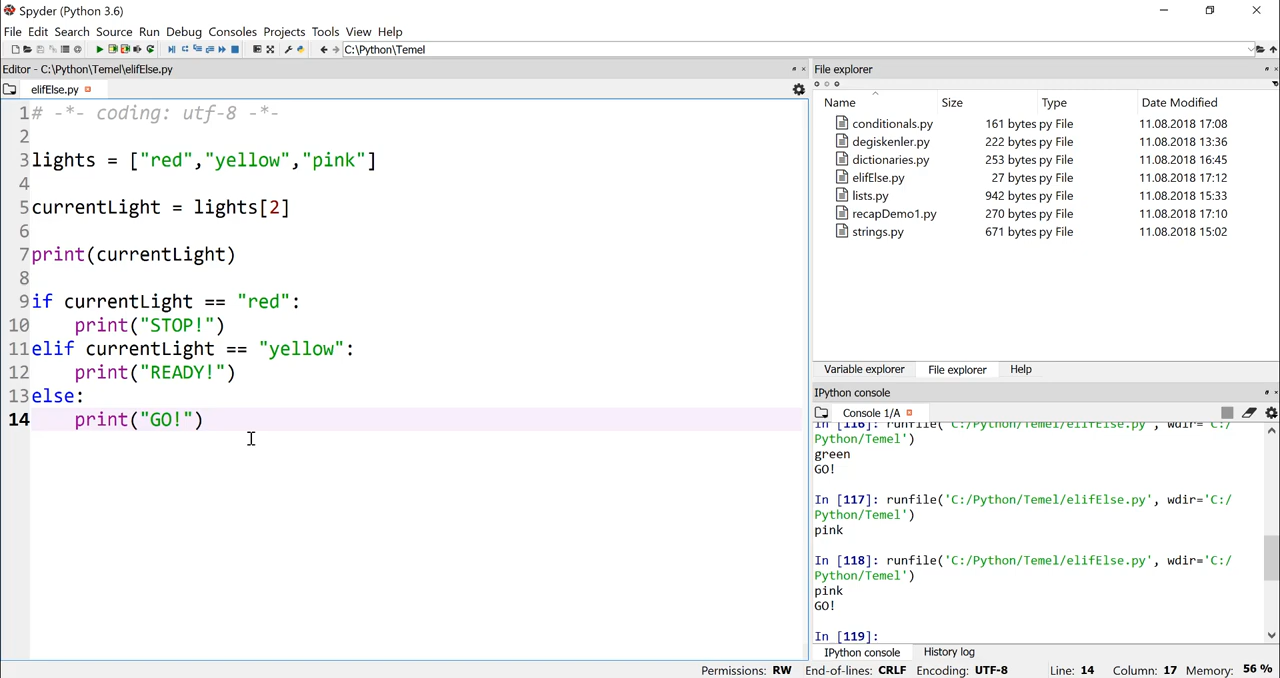 Spyder (Python 3.6)
File Edit Search Source Run Debug Consoles Projects Tools View Help
C:\Python\Temel
Editor - C:\Python\Temel\elifElse.py
elifElse.py
1 # -*- coding: utf-8 -*-
2
3 lights = ["red","yellow","pink"]
4
5 currentLight = lights[2]
6
7 print(currentLight)
8
9 if currentLight == "red":
10     print("STOP!")
11 elif currentLight == "yellow":
12     print("READY!")
13 else:
14     print("GO!")
File explorer
Name Size Type Date Modified
conditionals.py 161 bytes py File 11.08.2018 17:08
degiskenler.py 222 bytes py File 11.08.2018 13:36
dictionaries.py 253 bytes py File 11.08.2018 16:45
elifElse.py 27 bytes py File 11.08.2018 17:12
lists.py 942 bytes py File 11.08.2018 15:33
recapDemo1.py 270 bytes py File 11.08.2018 17:10
strings.py 671 bytes py File 11.08.2018 15:02
Variable explorer File explorer Help
IPython console
Console 1/A
In [116]: runfile('C:/Python/Temel/elifElse.py', wdir='C:/
Python/Temel')
green
GO!
In [117]: runfile('C:/Python/Temel/elifElse.py', wdir='C:/
Python/Temel')
pink
In [118]: runfile('C:/Python/Temel/elifElse.py', wdir='C:/
Python/Temel')
pink
GO!
In [119]:
IPython console History log
Permissions: RW End-of-lines: CRLF Encoding: UTF-8 Line: 14 Column: 17 Memory: 56 %